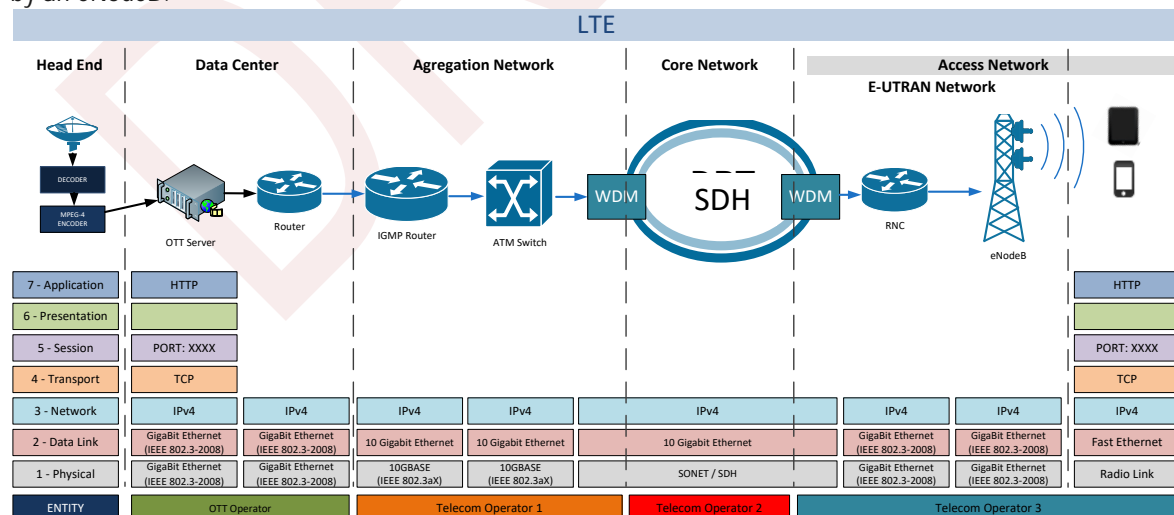 by an eNodeB.
LTE
Head End
Data Center
Agregation Network
Core Network
Access Network
E-UTRAN Network
DECODER
MPEG-4
ENCODER
OTT Server
Router
IGMP Router
ATM Switch
WDM
SDH
WDM
RNC
eNodeB
7 - Application
HTTP
HTTP
6 - Presentation
5 - Session
PORT: XXXX
PORT: XXXX
4 - Transport
TCP
TCP
3 - Network
IPv4
IPv4
IPv4
IPv4
IPv4
IPv4
IPv4
IPv4
2 - Data Link
GigaBit Ethernet
(IEEE 802.3-2008)
GigaBit Ethernet
(IEEE 802.3-2008)
10 Gigabit Ethernet
10 Gigabit Ethernet
10 Gigabit Ethernet
GigaBit Ethernet
(IEEE 802.3-2008)
GigaBit Ethernet
(IEEE 802.3-2008)
Fast Ethernet
1 - Physical
GigaBit Ethernet
(IEEE 802.3-2008)
GigaBit Ethernet
(IEEE 802.3-2008)
10GBASE
(IEEE 802.3aX)
10GBASE
(IEEE 802.3aX)
SONET / SDH
GigaBit Ethernet
(IEEE 802.3-2008)
GigaBit Ethernet
(IEEE 802.3-2008)
Radio Link
ENTITY
OTT Operator
Telecom Operator 1
Telecom Operator 2
Telecom Operator 3